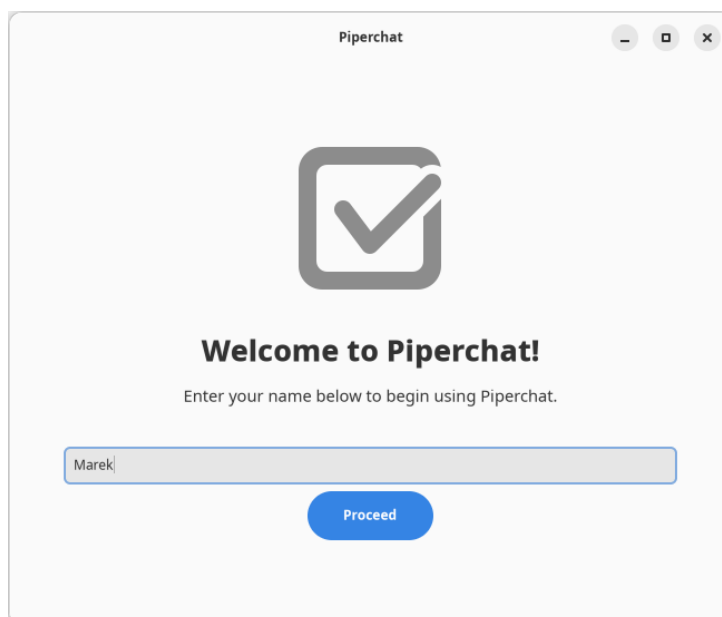 Piperchat
Welcome to Piperchat!
Enter your name below to begin using Piperchat.
Marek
Proceed